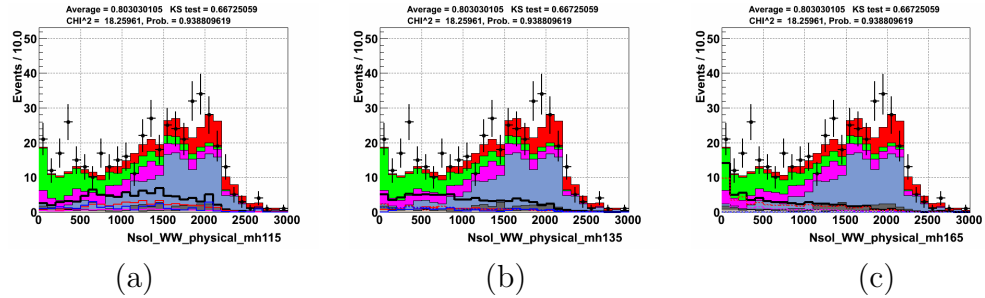 Average = 0.803030105 KS test = 0.66725059
CHI^2 = 18.25961, Prob. = 0.938809619
Events / 10.0
50
40
30
20
10
0
0 500 1000 1500 2000 2500 3000
Nsol_WW_physical_mh115
(a)
Average = 0.803030105 KS test = 0.66725059
CHI^2 = 18.25961, Prob. = 0.938809619
Events / 10.0
50
40
30
20
10
0
0 500 1000 1500 2000 2500 3000
Nsol_WW_physical_mh135
(b)
Average = 0.803030105 KS test = 0.66725059
CHI^2 = 18.25961, Prob. = 0.938809619
Events / 10.0
50
40
30
20
10
0
0 500 1000 1500 2000 2500 3000
Nsol_WW_physical_mh165
(c)